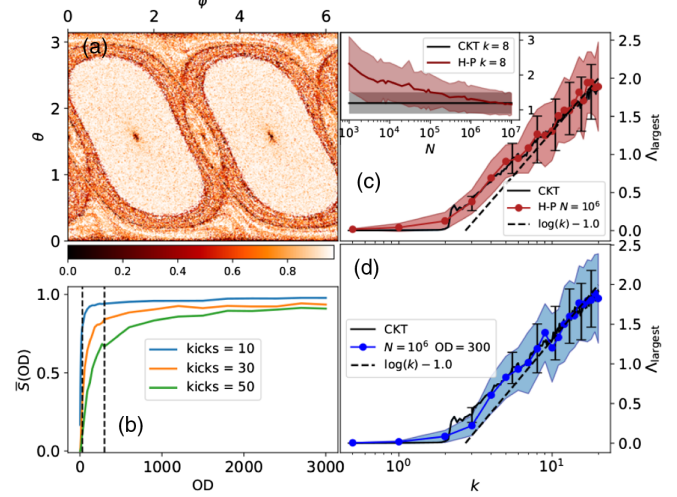 φ
0 2 4 6
(a)
3
2
1
0
θ
0.0 0.2 0.4 0.6 0.8
CKT k = 8
H-P k = 8
3
2
1
10³ 10⁴ 10⁵ 10⁶ 10⁷
N
(c)
CKT
H-P N = 10⁶
log(k) − 1.0
2.5
2.0
1.5
1.0
0.5
0.0
Λlargest
1.0
0.5
0.0
S̅(OD)
kicks = 10
kicks = 30
kicks = 50
(b)
0 1000 2000 3000
OD
(d)
CKT
N = 10⁶ OD = 300
log(k) − 1.0
2.5
2.0
1.5
1.0
0.5
0.0
Λlargest
10⁰ 10¹
k